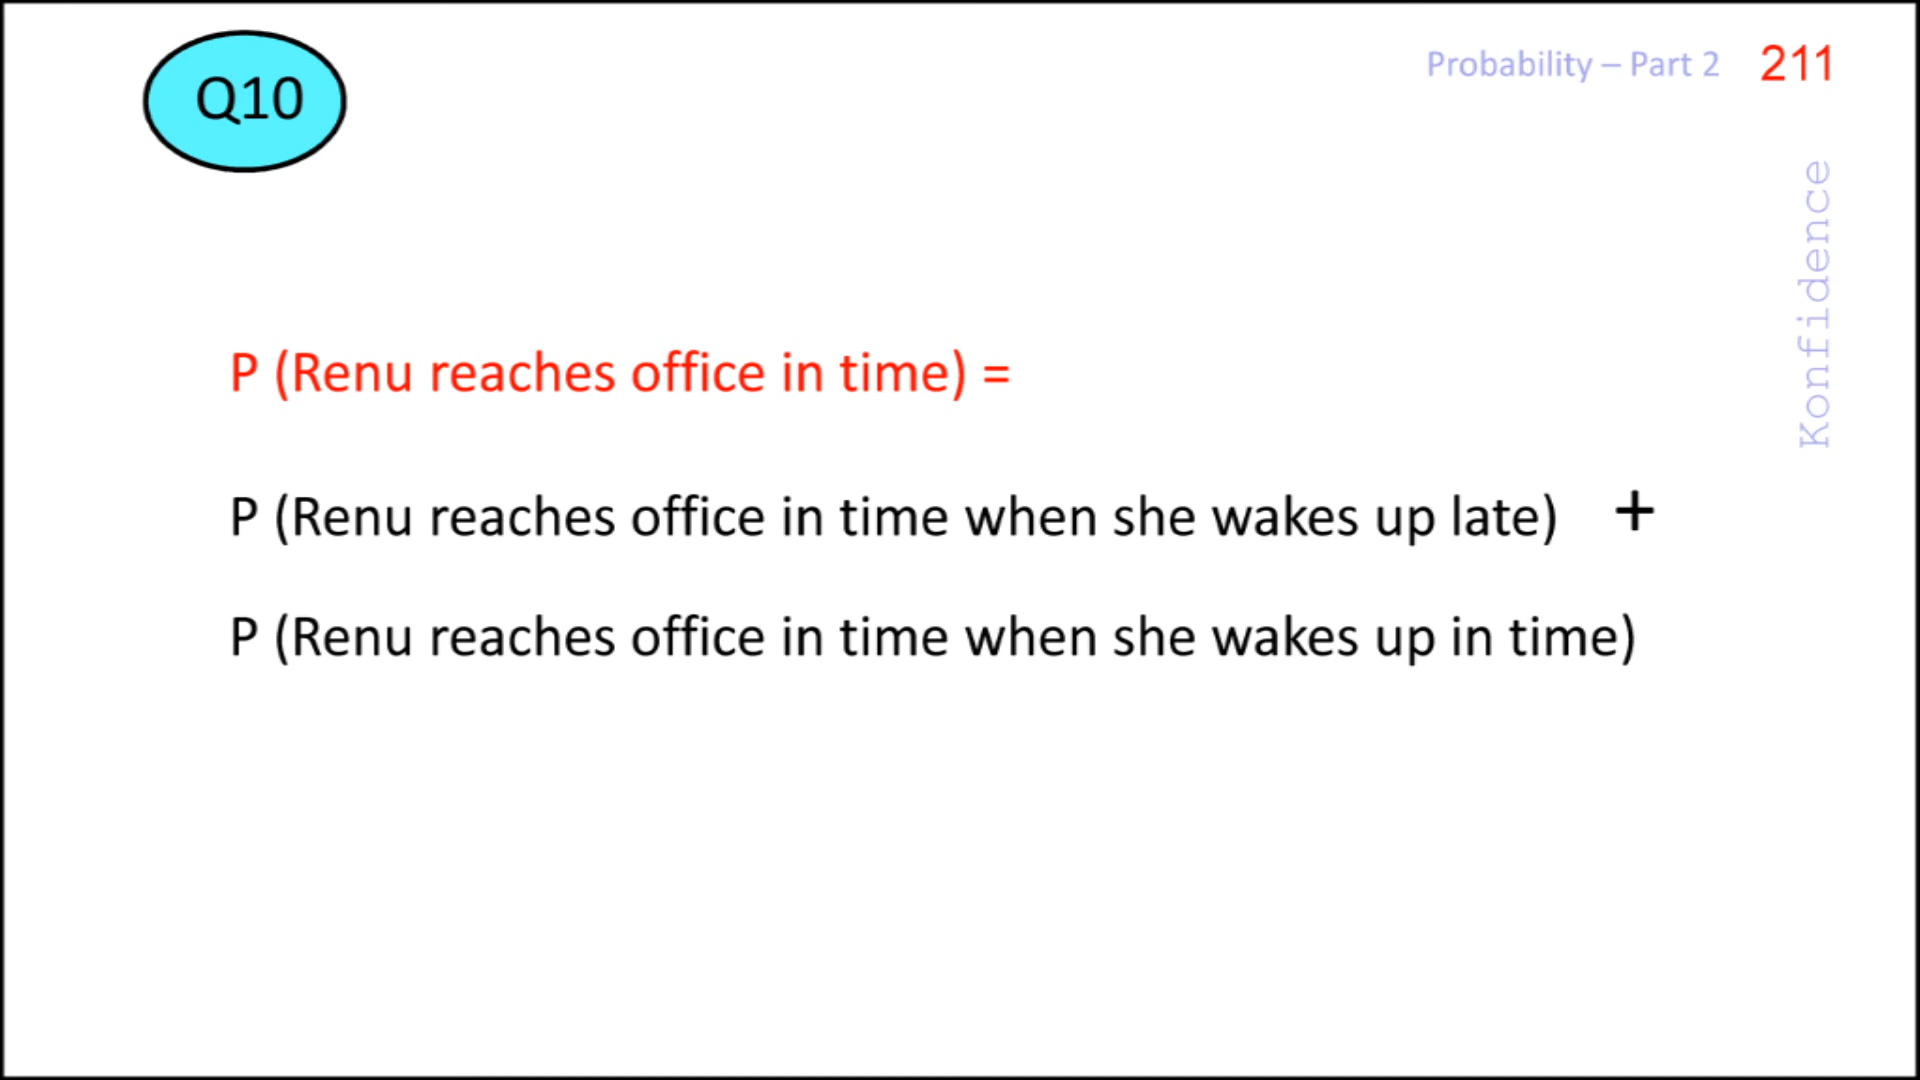 Q10
Probability – Part 2 211
Konfidence
P (Renu reaches office in time) =
P (Renu reaches office in time when she wakes up late) +
P (Renu reaches office in time when she wakes up in time)